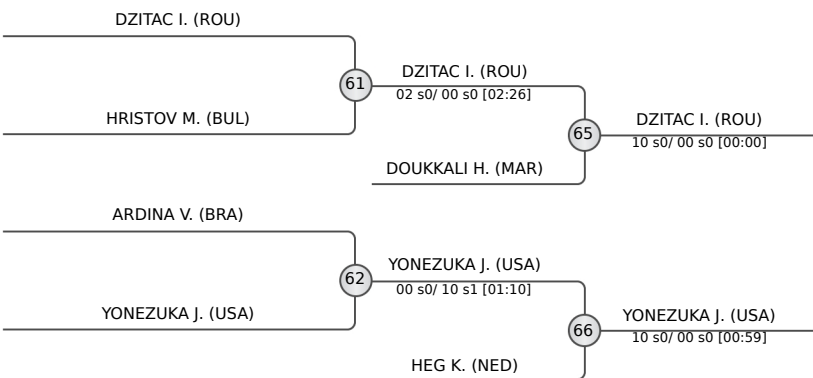 DZITAC I. (ROU)
61
DZITAC I. (ROU)
02 s0/ 00 s0 [02:26]
HRISTOV M. (BUL)
65
DZITAC I. (ROU)
10 s0/ 00 s0 [00:00]
DOUKKALI H. (MAR)
ARDINA V. (BRA)
62
YONEZUKA J. (USA)
00 s0/ 10 s1 [01:10]
YONEZUKA J. (USA)
66
YONEZUKA J. (USA)
10 s0/ 00 s0 [00:59]
HEG K. (NED)